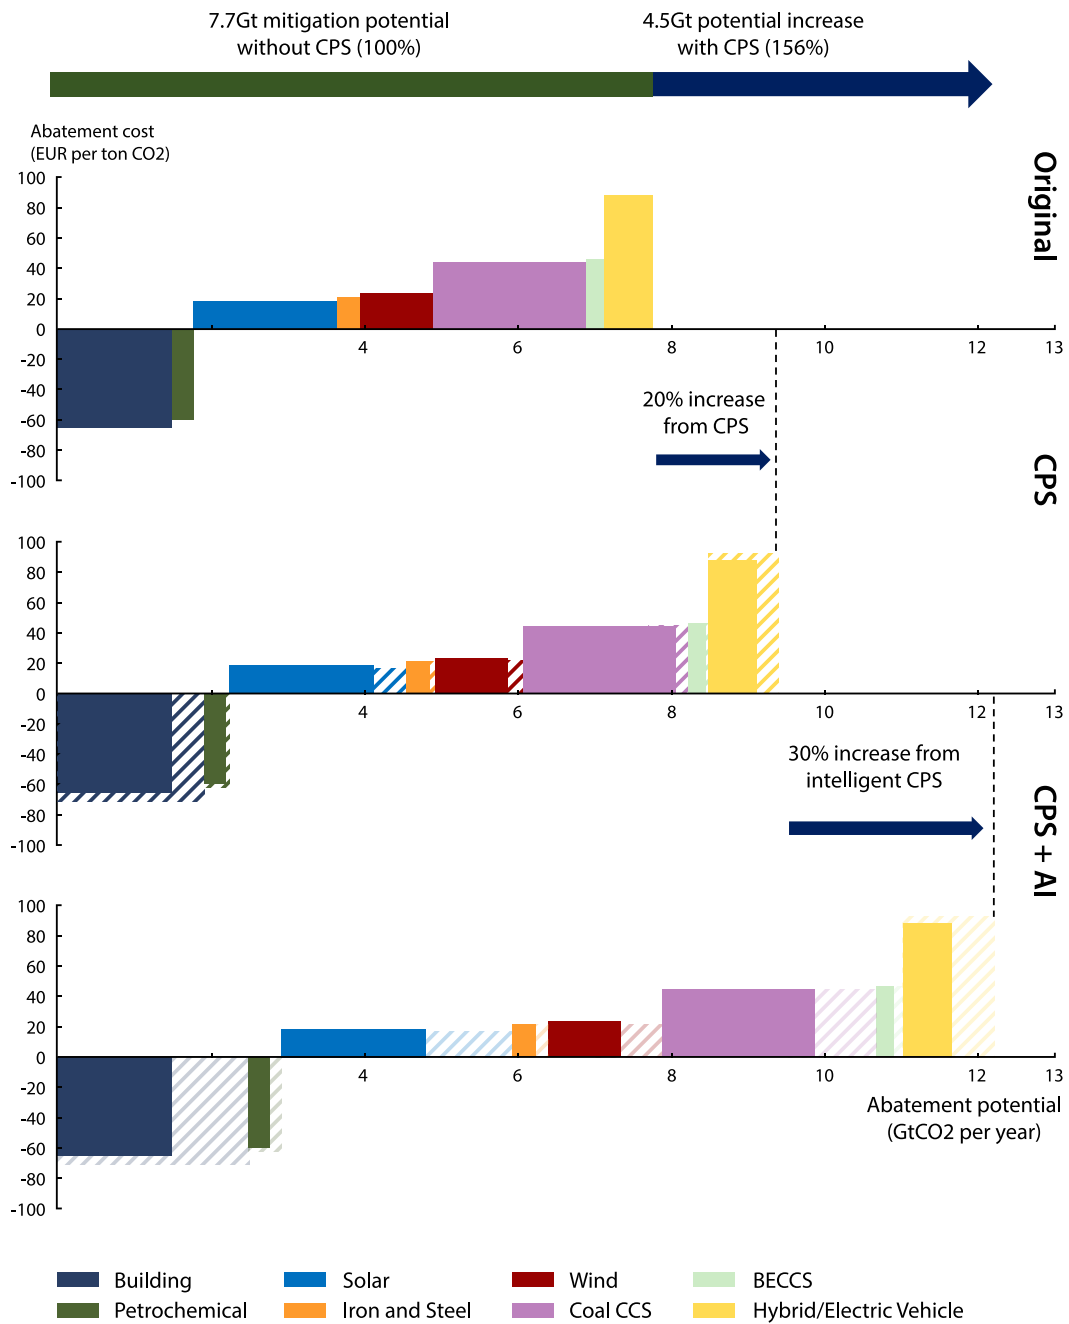 7.7Gt mitigation potential
without CPS (100%)
4.5Gt potential increase
with CPS (156%)
Abatement cost
(EUR per ton CO2)
Original
100
80
60
40
20
0
-20
-40
-60
-80
-100
4
6
8
10
12
13
20% increase
from CPS
CPS
100
80
60
40
20
0
-20
-40
-60
-80
-100
4
6
8
10
12
13
30% increase from
intelligent CPS
CPS + AI
100
80
60
40
20
0
-20
-40
-60
-80
-100
4
6
8
10
12
13
Abatement potential
(GtCO2 per year)
Building
Solar
Wind
BECCS
Petrochemical
Iron and Steel
Coal CCS
Hybrid/Electric Vehicle